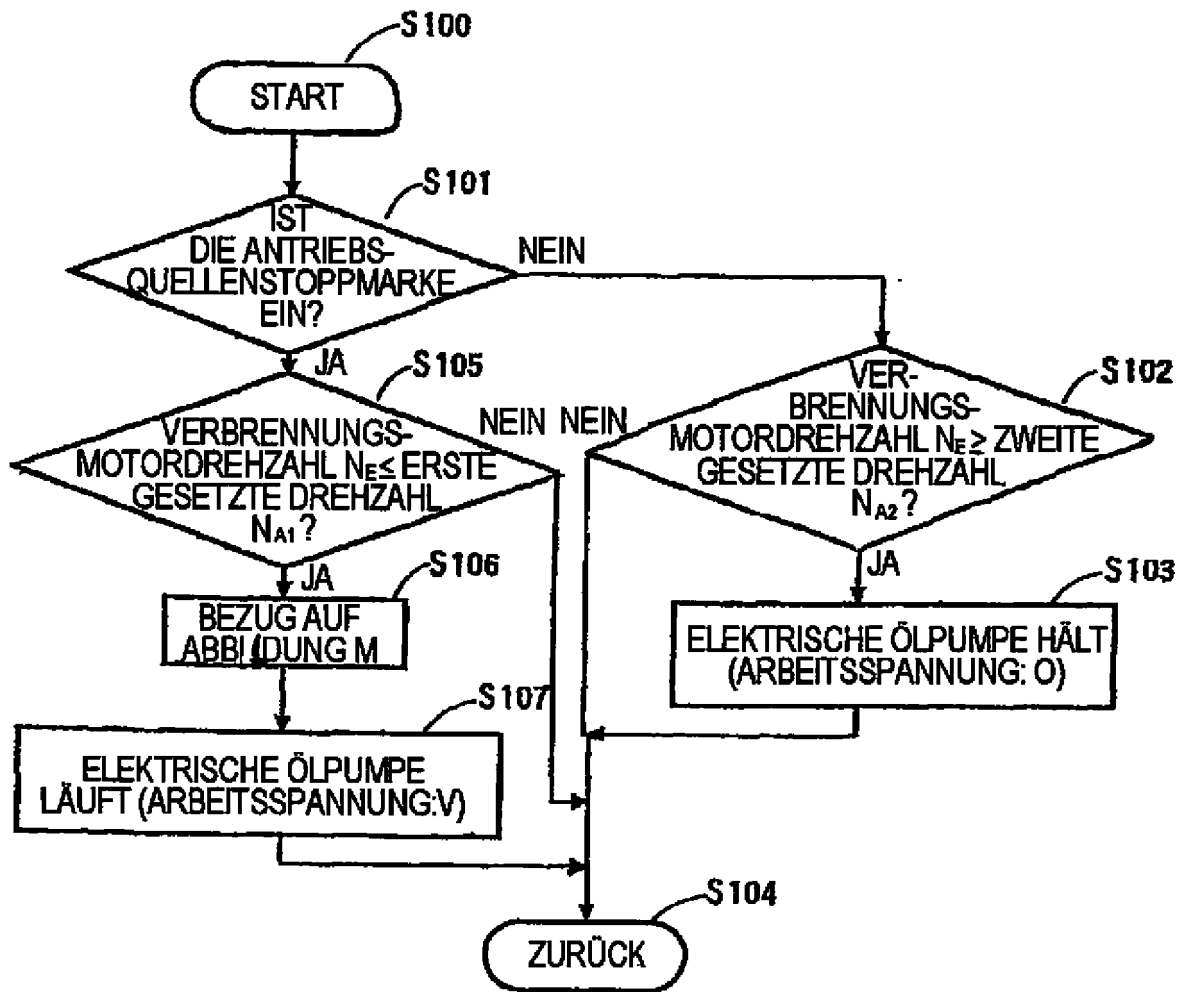 S100
START
S101
IST
DIE ANTRIEBS-
QUELLENSTOPPMARKE
EIN?
NEIN
JA
S105
VERBRENNUNGS-
MOTORDREHZAHL NE ≤ ERSTE
GESETZTE DREHZAHL
NA1 ?
NEIN
NEIN
S102
VER-
BRENNUNGS-
MOTORDREHZAHL NE ≥ ZWEITE
GESETZTE DREHZAHL
NA2 ?
JA
S106
BEZUG AUF
ABBILDUNG M
JA
S103
ELEKTRISCHE ÖLPUMPE HÄLT
(ARBEITSSPANNUNG: O)
S107
ELEKTRISCHE ÖLPUMPE
LÄUFT (ARBEITSSPANNUNG:V)
S104
ZURÜCK